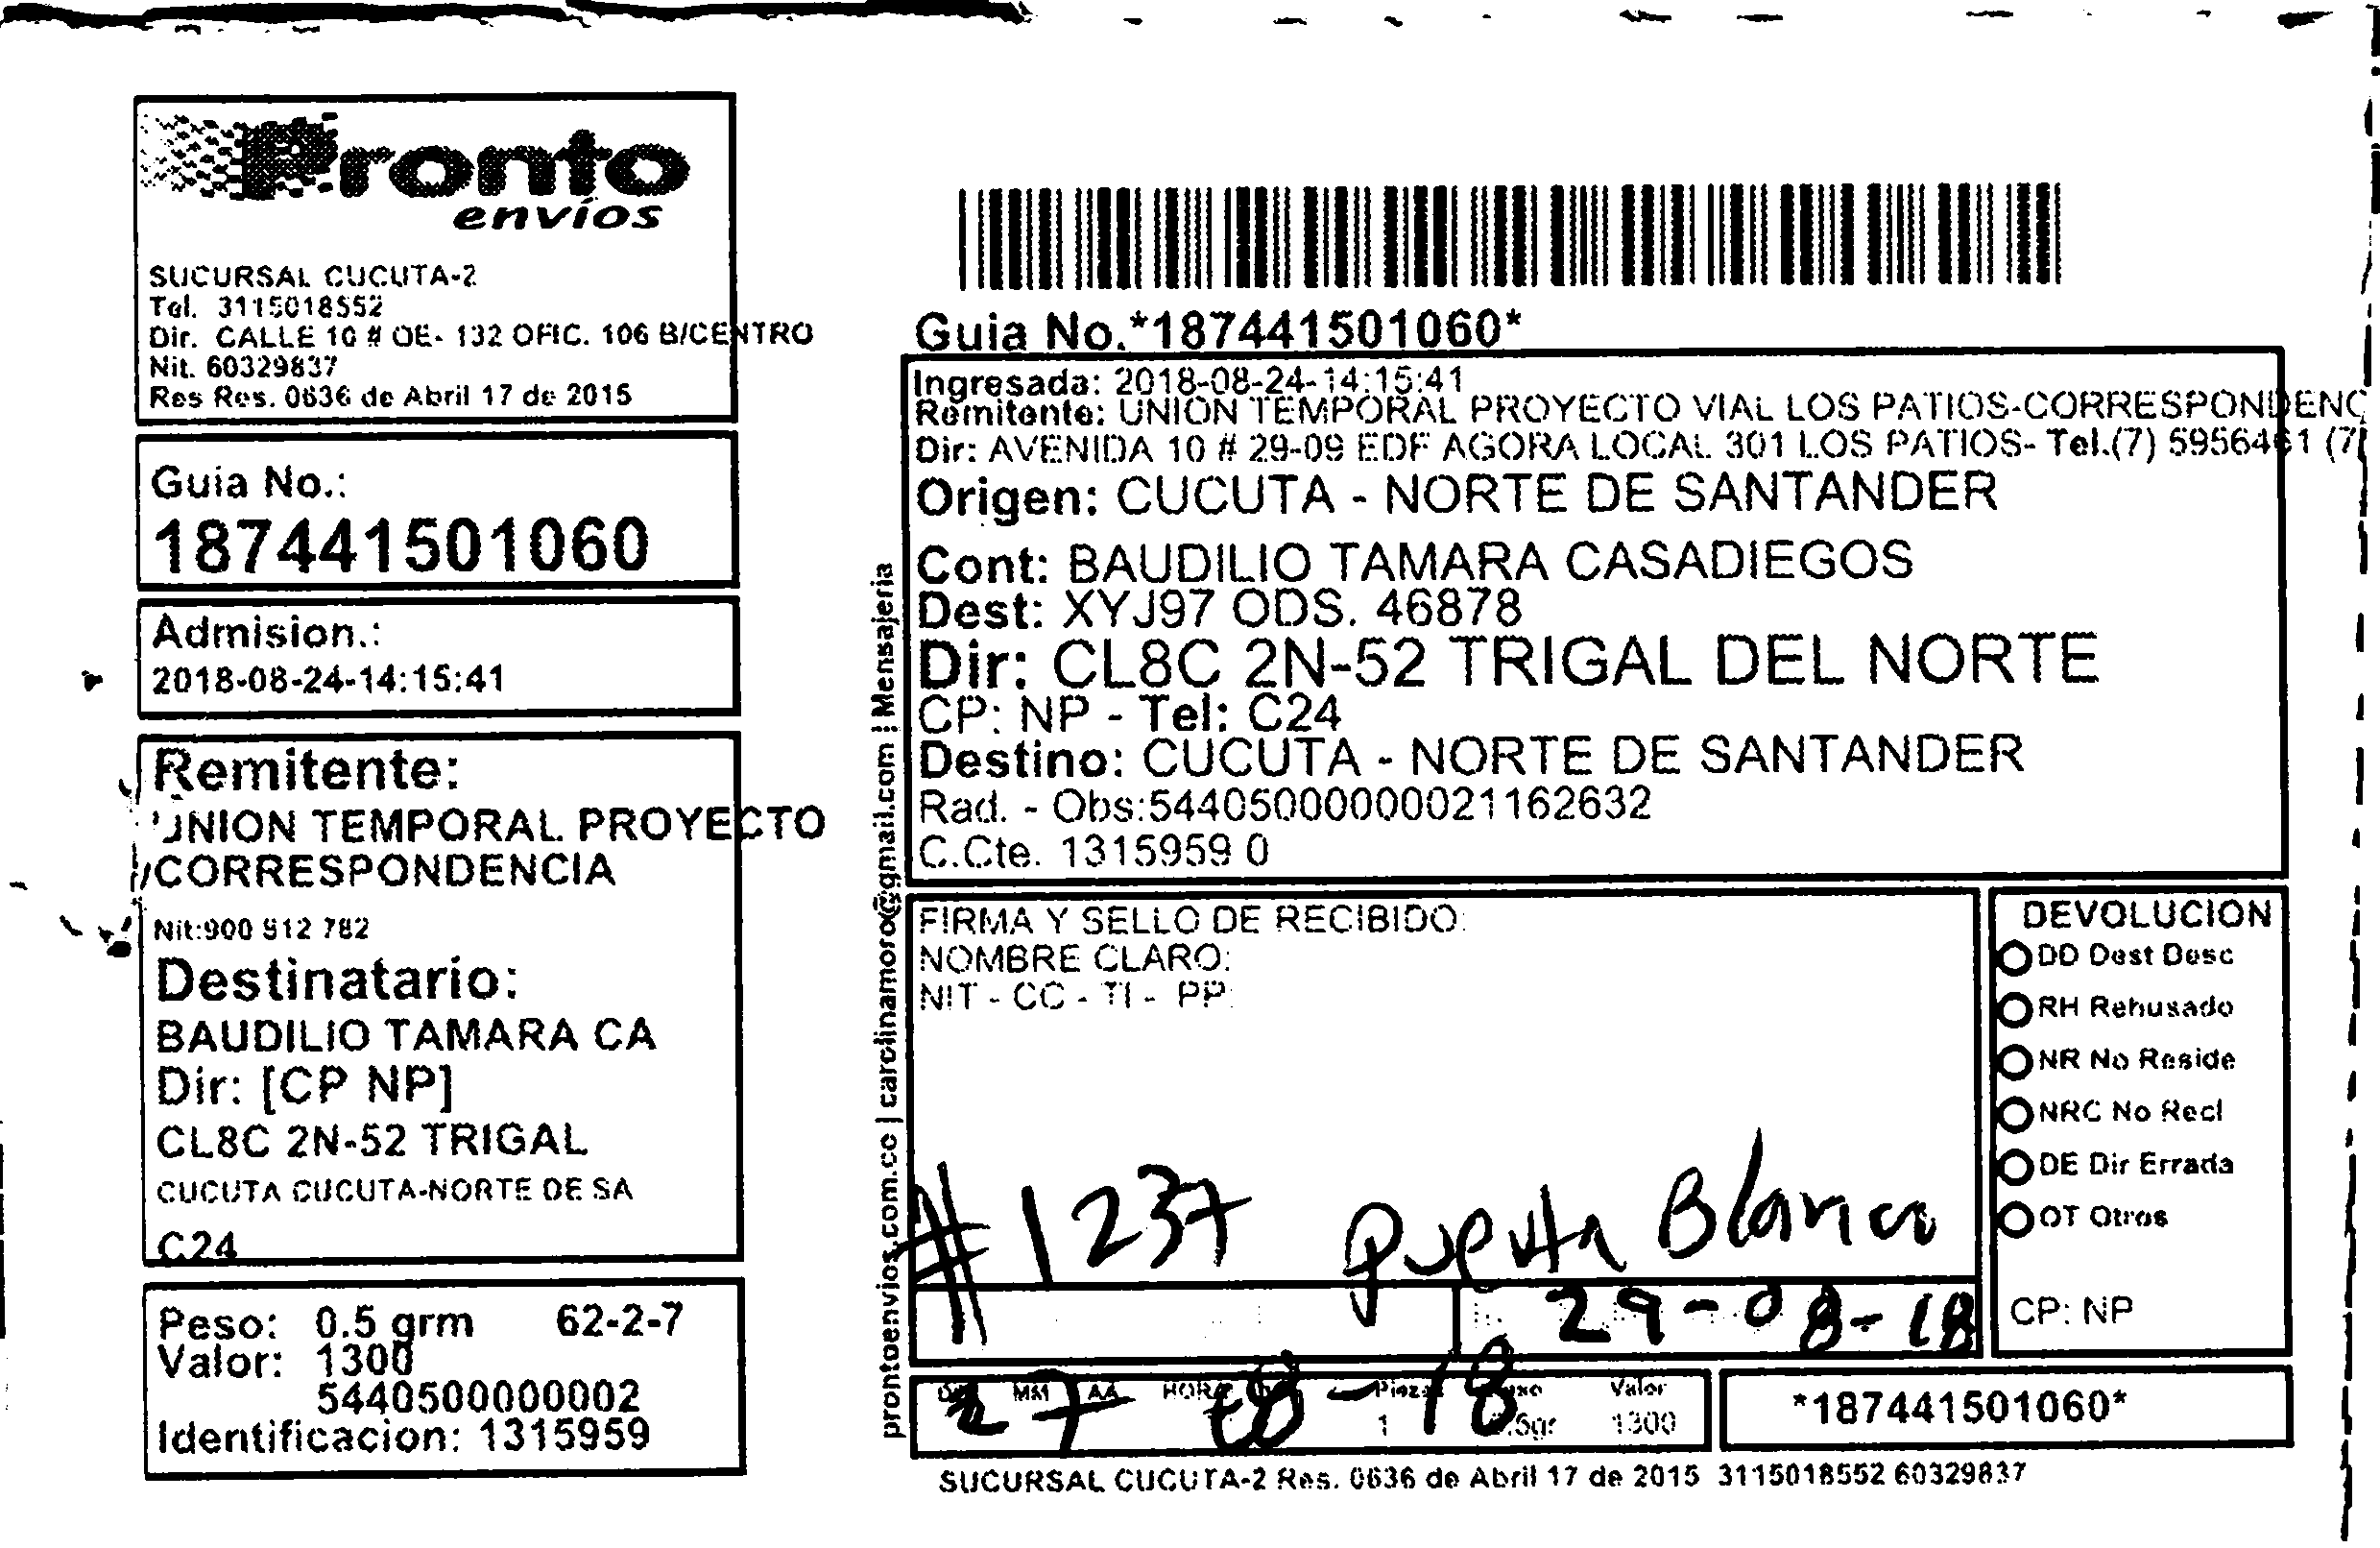 Pronto
envíos
SUCURSAL CUCUTA-2
Tel. 3115018552
Dir. CALLE 10 # OE- 132 OFIC. 106 B/CENTRO
Nit. 60329837
Res Res. 0636 de Abril 17 de 2015
Guia No.:
187441501060
Admision.:
2018-08-24-14:15:41
Remitente:
UNION TEMPORAL PROYECTO
CORRESPONDENCIA
Nit:900 912 782
Destinatario:
BAUDILIO TAMARA CA
Dir: [CP NP]
CL8C 2N-52 TRIGAL
CUCUTA CUCUTA-NORTE DE SA
C24
Peso: 0.5 grm 62-2-7
Valor: 1300
5440500000002
Identificacion: 1315959
prontoenvios.com.co | carolinamoro@gmail.com | Mensajeria
Guia No.*187441501060*
Ingresada: 2018-08-24-14:15:41
Remitente: UNION TEMPORAL PROYECTO VIAL LOS PATIOS-CORRESPONDENC
Dir: AVENIDA 10 # 29-09 EDF AGORA LOCAL 301 LOS PATIOS- Tel.(7) 5956461 (7
Origen: CUCUTA - NORTE DE SANTANDER
Cont: BAUDILIO TAMARA CASADIEGOS
Dest: XYJ97 ODS. 46878
Dir: CL8C 2N-52 TRIGAL DEL NORTE
CP: NP - Tel: C24
Destino: CUCUTA - NORTE DE SANTANDER
Rad. - Obs:544050000000021162632
C.Cte. 1315959 0
FIRMA Y SELLO DE RECIBIDO:
NOMBRE CLARO:
NIT - CC - TI - PP:
# 1237 puerta Blanca
29-08-18
DEVOLUCION
DD Dest Desc
RH Rehusado
NR No Reside
NRC No Recl
DE Dir Errada
OT Otros
CP: NP
MM AA HORA Piezas Valor
1 1300
27 08-18
*187441501060*
SUCURSAL CUCUTA-2 Res. 0636 de Abril 17 de 2015 3115018552 60329837